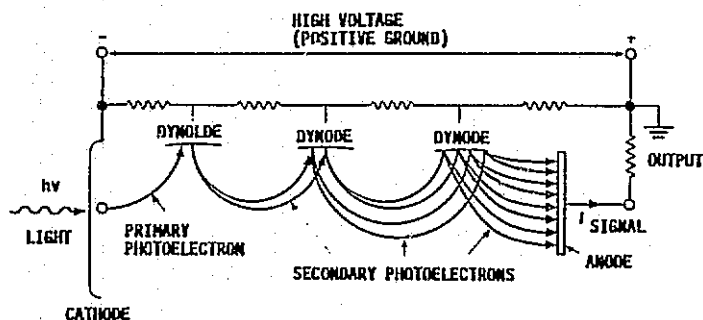 HIGH VOLTAGE
(POSITIVE GROUND)
- +
DYNOLDE DYNODE DYNODE
OUTPUT
hν
LIGHT
PRIMARY
PHOTOELECTRON
SECONDARY PHOTOELECTRONS
I SIGNAL
ANODE
CATHODE